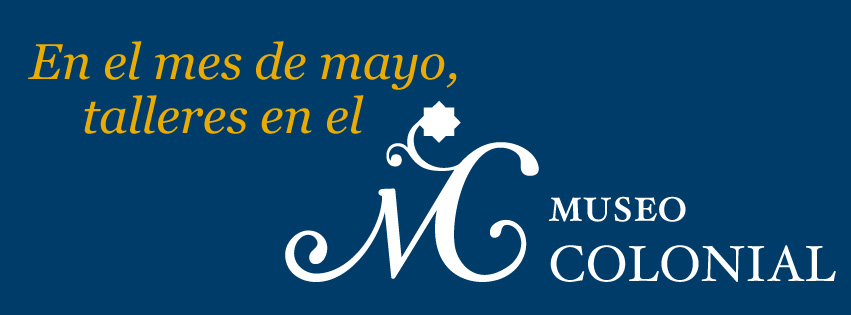 En el mes de mayo,
talleres en el
MC
MUSEO
COLONIAL